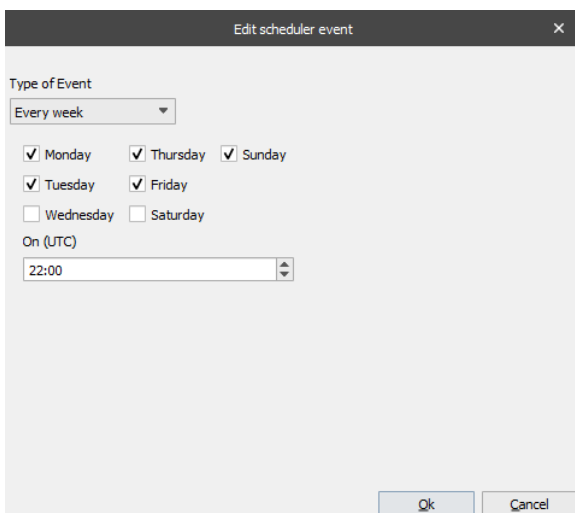 Edit scheduler event
Type of Event
Every week
Monday Thursday Sunday
Tuesday Friday
Wednesday Saturday
On (UTC)
22:00
Ok Cancel